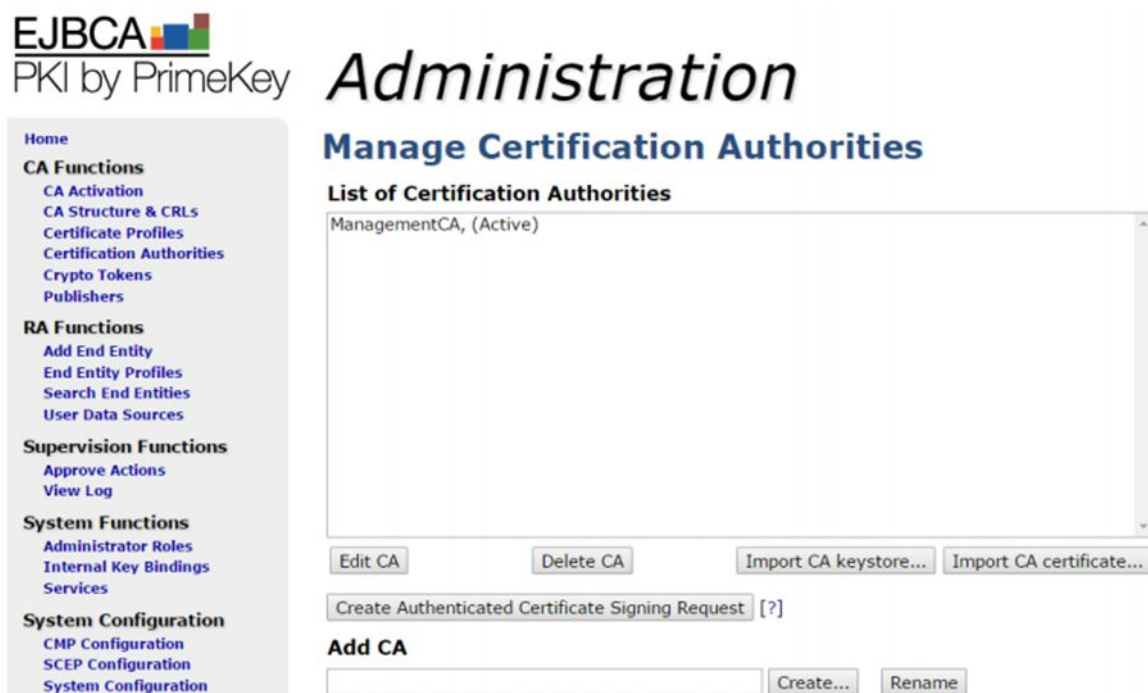 EJBCA
PKI by PrimeKey
Administration
Home
CA Functions
CA Activation
CA Structure & CRLs
Certificate Profiles
Certification Authorities
Crypto Tokens
Publishers
RA Functions
Add End Entity
End Entity Profiles
Search End Entities
User Data Sources
Supervision Functions
Approve Actions
View Log
System Functions
Administrator Roles
Internal Key Bindings
Services
System Configuration
CMP Configuration
SCEP Configuration
System Configuration
Manage Certification Authorities
List of Certification Authorities
ManagementCA, (Active)
Edit CA Delete CA Import CA keystore... Import CA certificate...
Create Authenticated Certificate Signing Request [?]
Add CA
Create... Rename